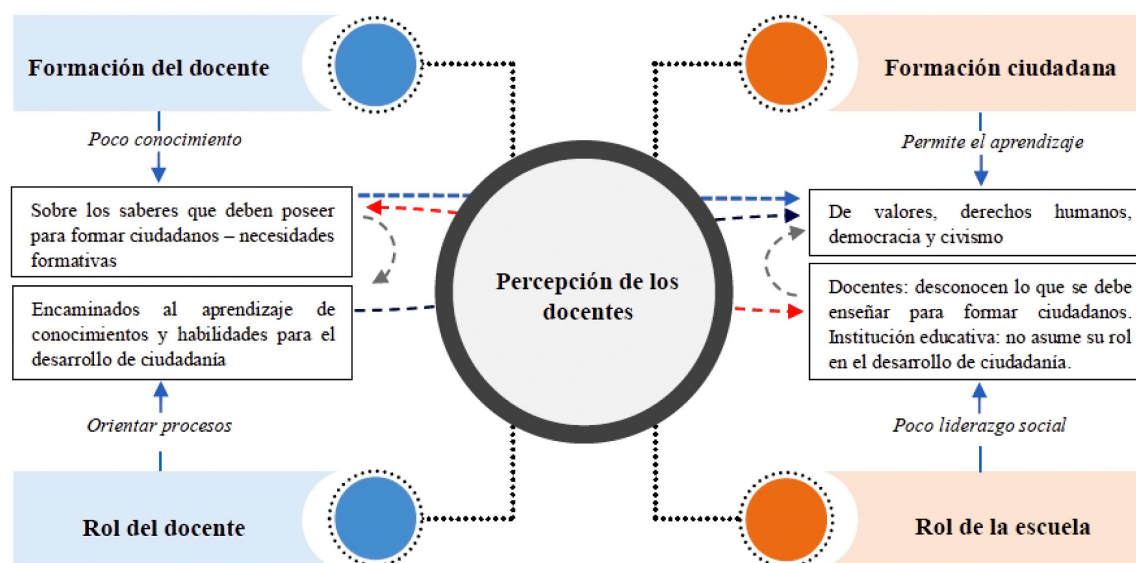 Formación del docente
Poco conocimiento
Sobre los saberes que deben poseer
para formar ciudadanos – necesidades
formativas
Encaminados al aprendizaje de
conocimientos y habilidades para el
desarrollo de ciudadanía
Orientar procesos
Rol del docente
Percepción de los
docentes
Formación ciudadana
Permite el aprendizaje
De valores, derechos humanos,
democracia y civismo
Docentes: desconocen lo que se debe
enseñar para formar ciudadanos.
Institución educativa: no asume su rol
en el desarrollo de ciudadanía.
Poco liderazgo social
Rol de la escuela